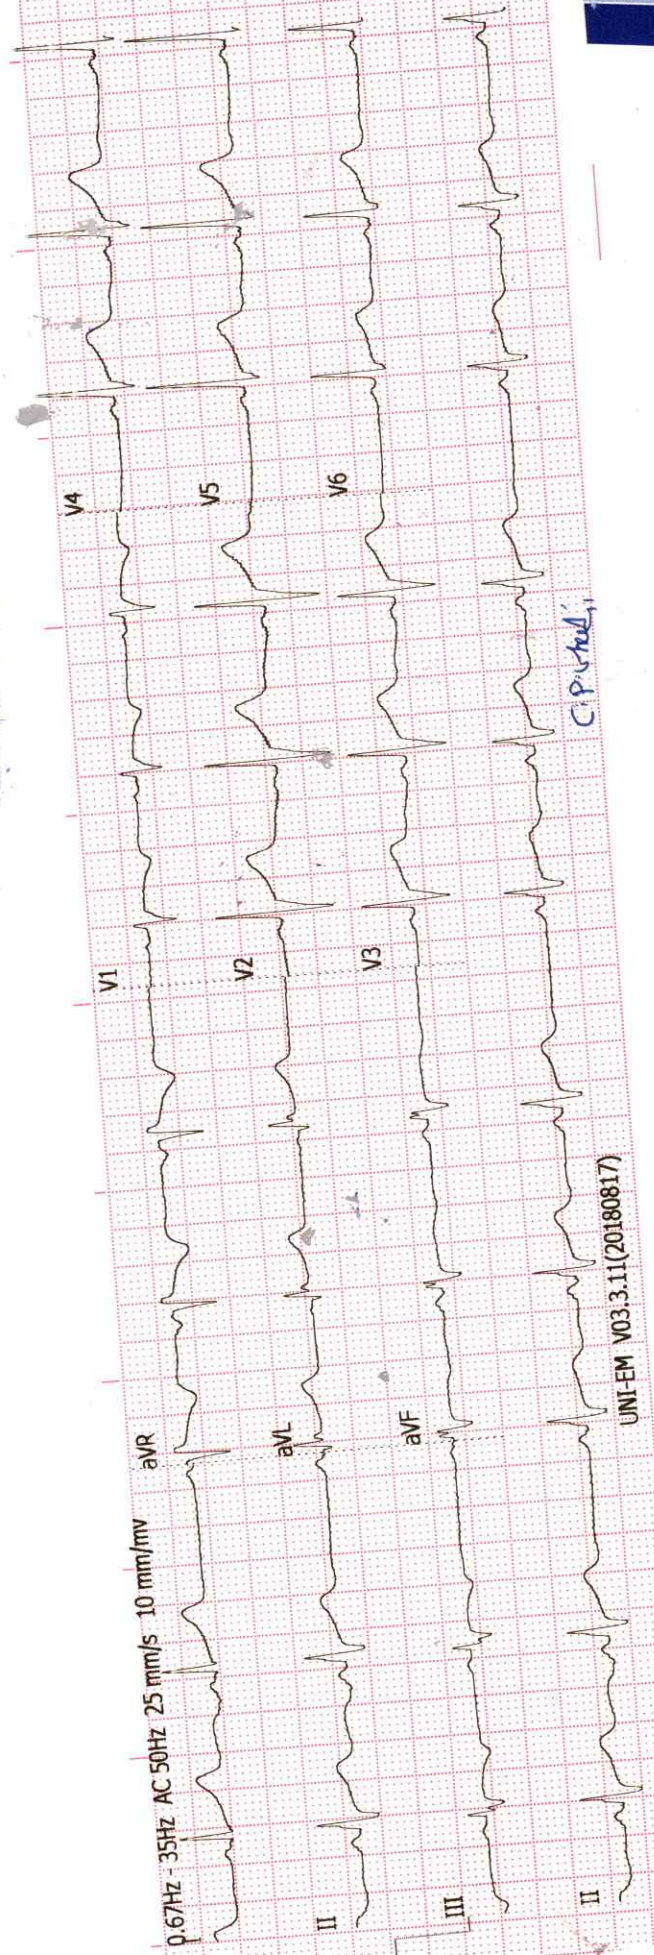 0.67Hz - 35Hz AC 50Hz 25 mm/s 10 mm/mv
aVR
V1
V4
II
aVL
V2
V5
III
aVF
V3
V6
II
UNI-EM V03.3.11(20180817)